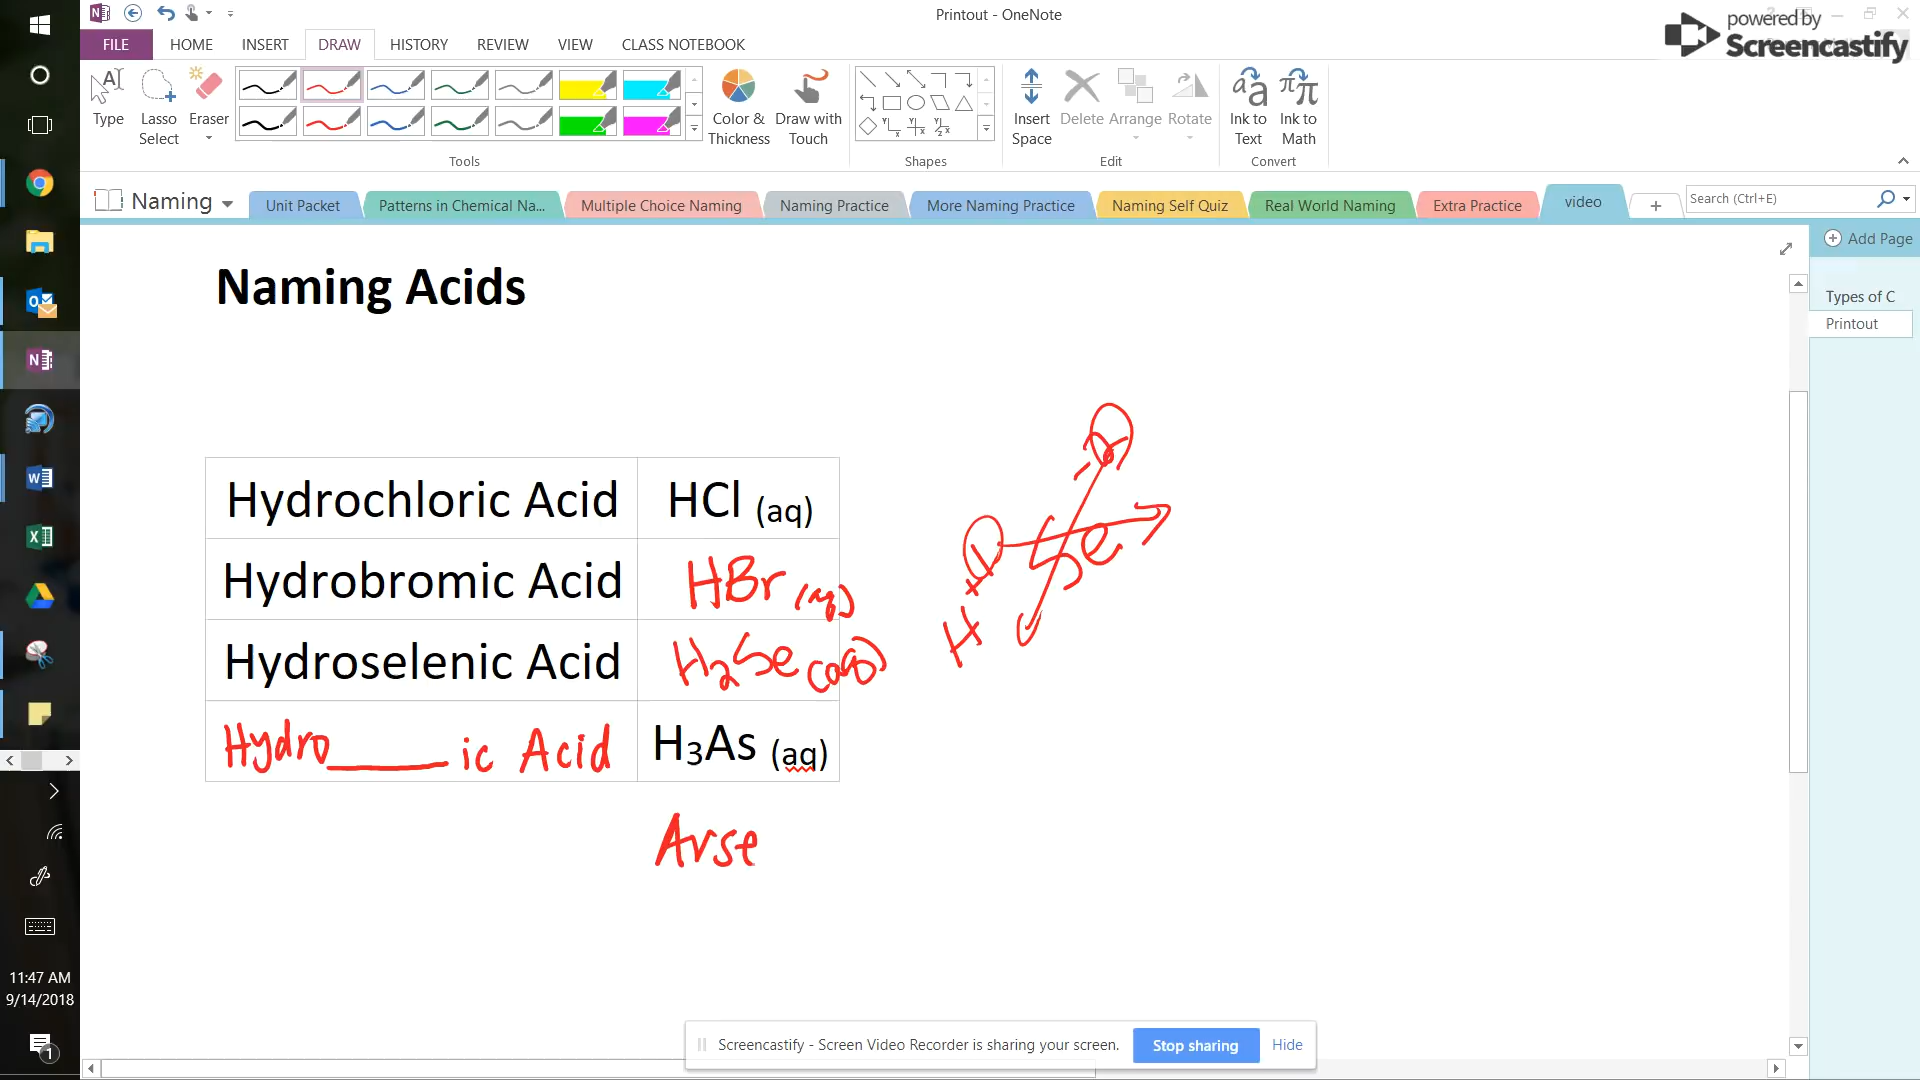 Printout - OneNote
powered by
Screencastify
FILE HOME INSERT DRAW HISTORY REVIEW VIEW CLASS NOTEBOOK
Type
Lasso Select
Eraser
Color & Thickness
Draw with Touch
Insert Space
Delete
Arrange
Rotate
Ink to Text
Ink to Math
Tools
Shapes
Edit
Convert
Naming
Unit Packet
Patterns in Chemical Na...
Multiple Choice Naming
Naming Practice
More Naming Practice
Naming Self Quiz
Real World Naming
Extra Practice
video
Search (Ctrl+E)
Add Page
Types of C
Printout
Naming Acids
Hydrochloric Acid HCl (aq)
Hydrobromic Acid HBr (aq)
Hydroselenic Acid H₂Se (aq)
Hydro_____ic Acid H₃As (aq)
Arse
-2
Se
H
11:47 AM
9/14/2018
1
Screencastify - Screen Video Recorder is sharing your screen.
Stop sharing
Hide